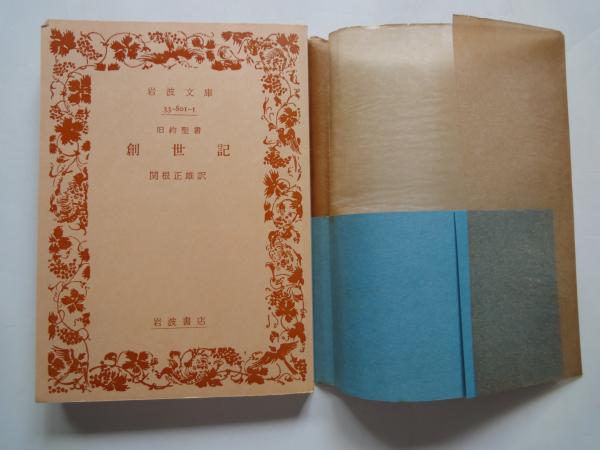 岩波文庫
33-801-1
旧約聖書
創世記
関根正雄訳
岩波書店